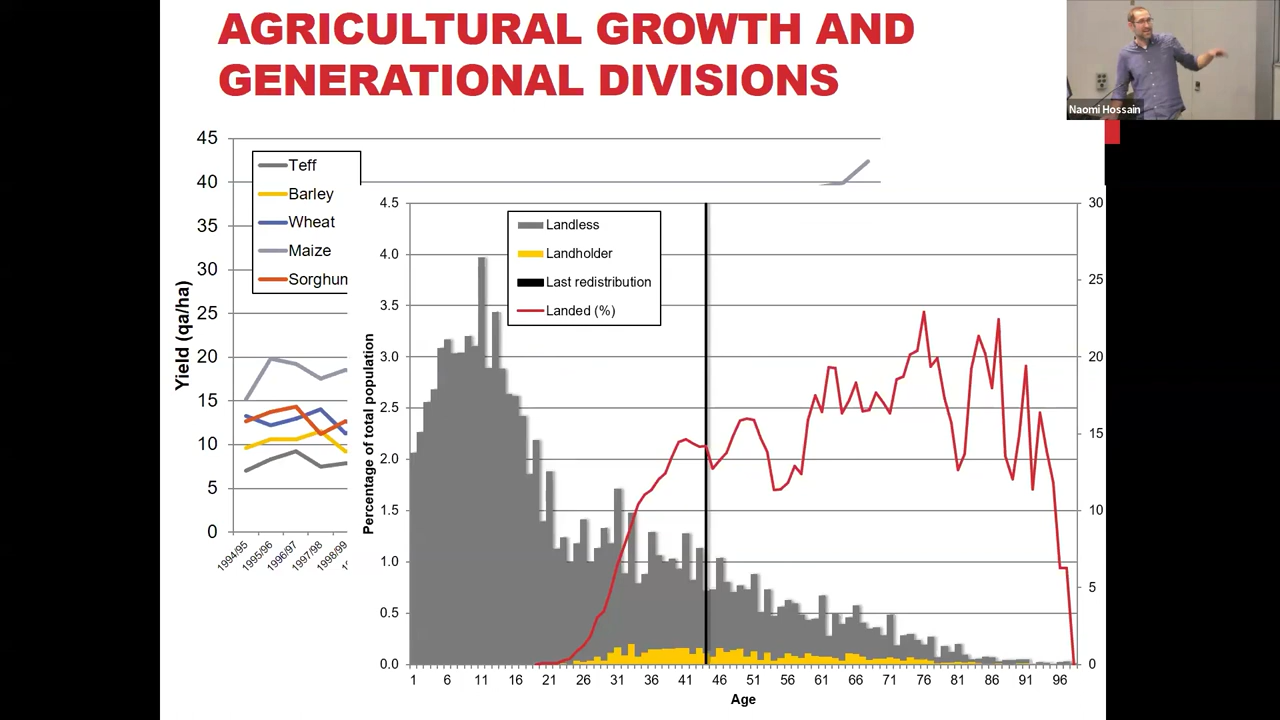 AGRICULTURAL GROWTH AND
GENERATIONAL DIVISIONS
Naomi Hossain
45
40
35
30
25
20
15
10
5
0
Yield (qa/ha)
Teff
Barley
Wheat
Maize
Sorghum
1994/95
1995/96
1996/97
1997/98
1998/99
4.5
4.0
3.5
3.0
2.5
2.0
1.5
1.0
0.5
0.0
Percentage of total population
Landless
Landholder
Last redistribution
Landed (%)
30
25
20
15
10
5
0
1 6 11 16 21 26 31 36 41 46 51 56 61 66 71 76 81 86 91 96
Age